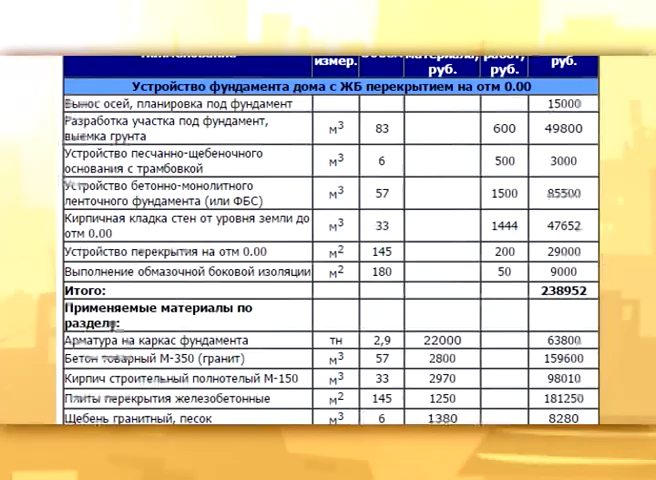 измер. материала, работу,
руб. руб. руб.
Устройство фундамента дома с ЖБ перекрытием на отм 0.00
Вынос осей, планировка под фундамент 15000
Разработка участка под фундамент,
выемка грунта м3 83 600 49800
Устройство песчанно-щебеночного
основания с трамбовкой м3 6 500 3000
Устройство бетонно-монолитного
ленточного фундамента (или ФБС) м3 57 1500 85500
Кирпичная кладка стен от уровня земли до
отм 0.00 м3 33 1444 47652
Устройство перекрытия на отм 0.00 м2 145 200 29000
Выполнение обмазочной боковой изоляции м2 180 50 9000
Итого: 238952
Применяемые материалы по
разделу:
Арматура на каркас фундамента тн 2,9 22000 63800
Бетон товарный М-350 (гранит) м3 57 2800 159600
Кирпич строительный полнотелый М-150 м3 33 2970 98010
Плиты перекрытия железобетонные м2 145 1250 181250
Щебень гранитный, песок м3 6 1380 8280